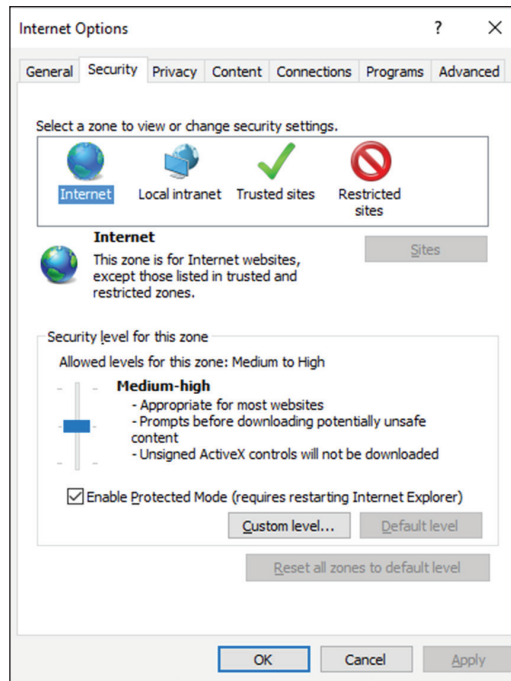 Internet Options ? ✕
General Security Privacy Content Connections Programs Advanced
Select a zone to view or change security settings.
Internet Local intranet Trusted sites Restricted
sites
Internet
Sites
This zone is for Internet websites,
except those listed in trusted and
restricted zones.
Security level for this zone
Allowed levels for this zone: Medium to High
Medium-high
- Appropriate for most websites
- Prompts before downloading potentially unsafe
content
- Unsigned ActiveX controls will not be downloaded
Enable Protected Mode (requires restarting Internet Explorer)
Custom level... Default level
Reset all zones to default level
OK Cancel Apply